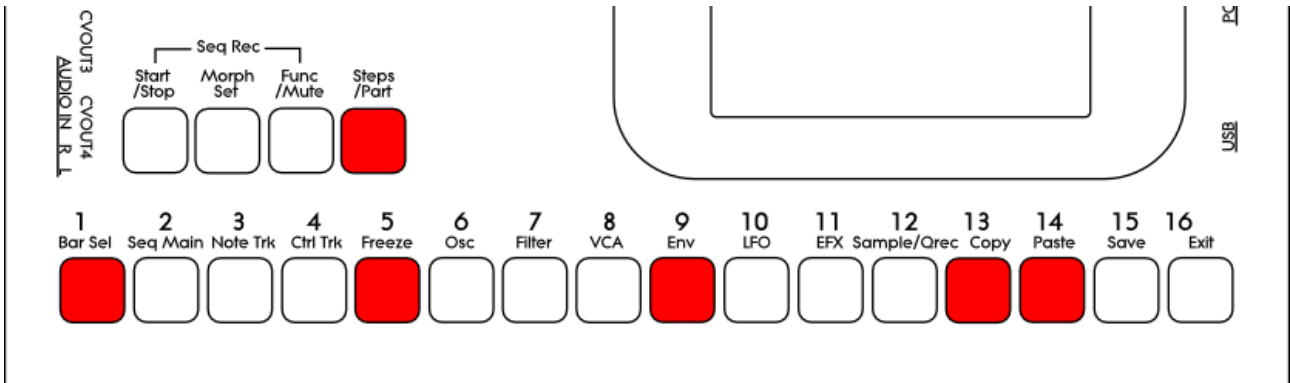 CVOUT3
CVOUT4
AUDIO IN R L
Seq Rec
Start Morph Func Steps
/Stop Set /Mute /Part
USB
1 2 3 4 5 6 7 8 9 10 11 12 13 14 15 16
Bar Sel Seq Main Note Trk Ctrl Trk Freeze Osc Filter VCA Env LFO EFX Sample/Qrec Copy Paste Save Exit